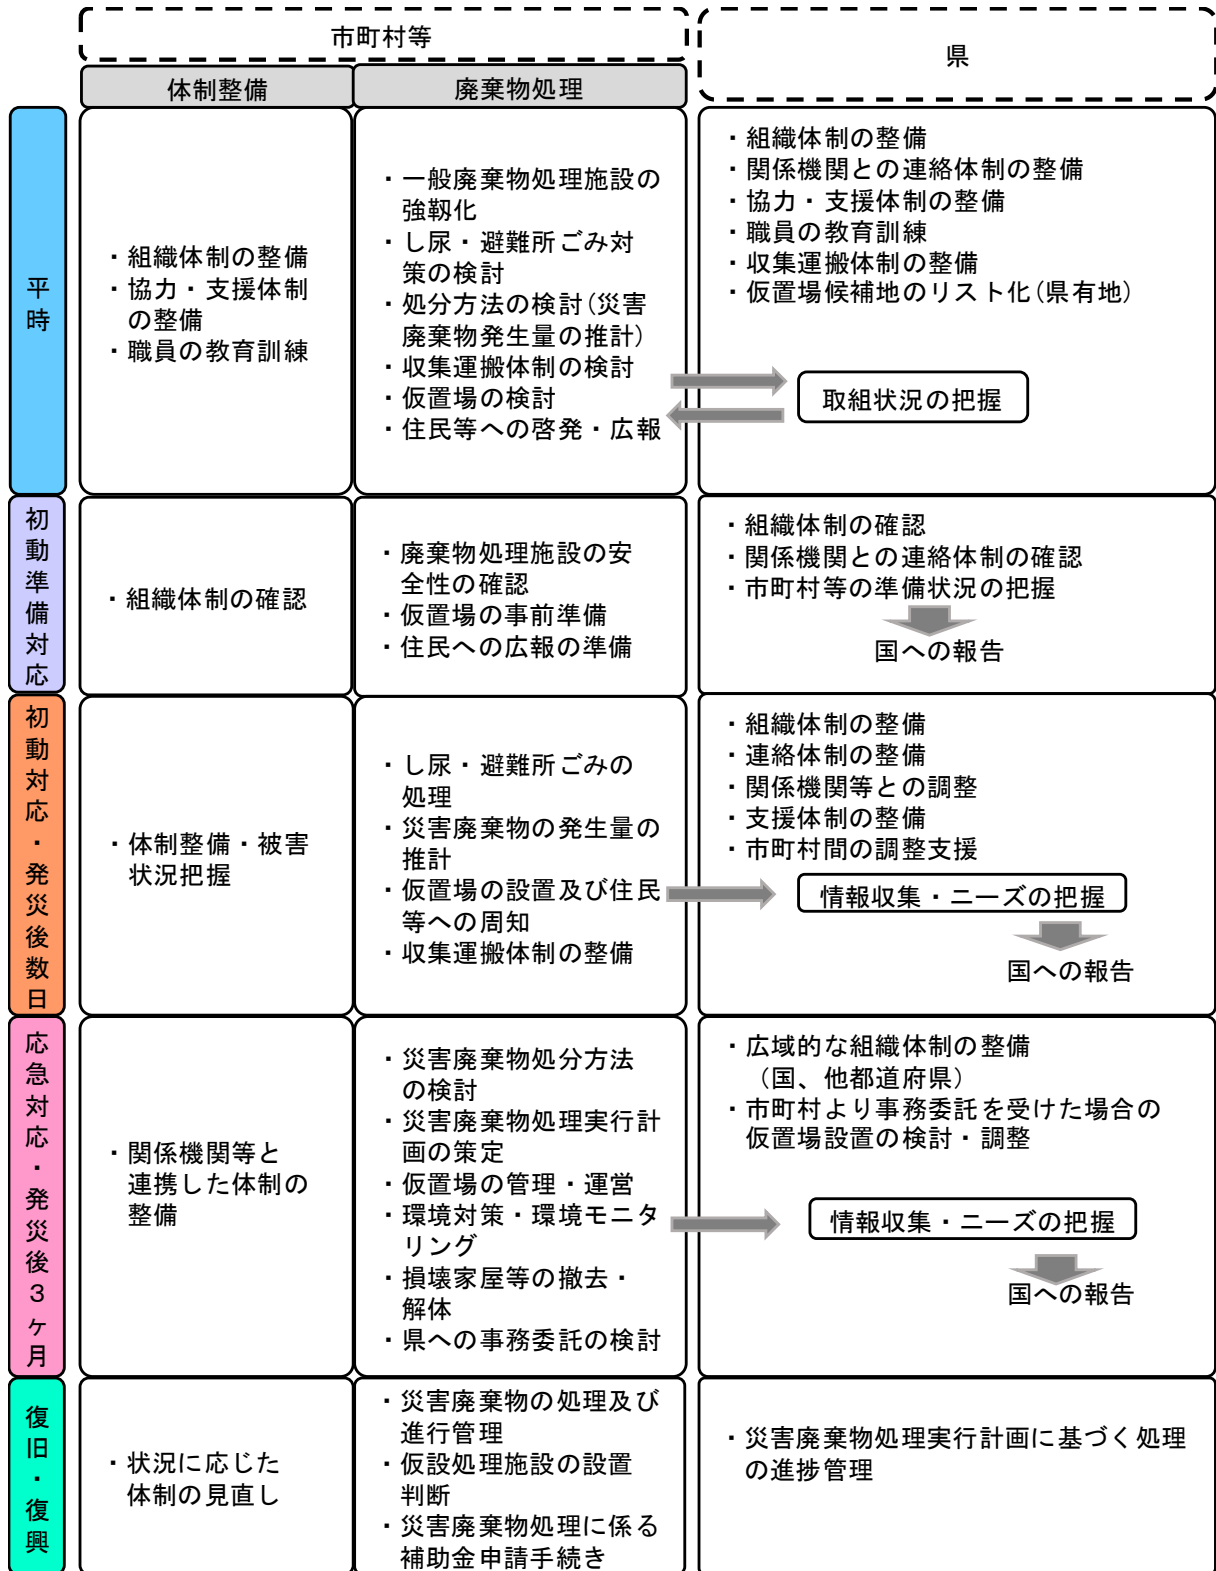 市町村等
県
体制整備
廃棄物処理
平時
・組織体制の整備
・協力・支援体制
の整備
・職員の教育訓練
・一般廃棄物処理施設の
強靱化
・し尿・避難所ごみ対
策の検討
・処分方法の検討(災害
廃棄物発生量の推計)
・収集運搬体制の検討
・仮置場の検討
・住民等への啓発・広報
・組織体制の整備
・関係機関との連絡体制の整備
・協力・支援体制の整備
・職員の教育訓練
・収集運搬体制の整備
・仮置場候補地のリスト化(県有地)
取組状況の把握
初動準備対応
・組織体制の確認
・廃棄物処理施設の安
全性の確認
・仮置場の事前準備
・住民への広報の準備
・組織体制の確認
・関係機関との連絡体制の確認
・市町村等の準備状況の把握
国への報告
初動対応・発災後数日
・体制整備・被害
状況把握
・し尿・避難所ごみの
処理
・災害廃棄物の発生量の
推計
・仮置場の設置及び住民
等への周知
・収集運搬体制の整備
・組織体制の整備
・連絡体制の整備
・関係機関等との調整
・支援体制の整備
・市町村間の調整支援
情報収集・ニーズの把握
国への報告
応急対応・発災後3ヶ月
・関係機関等と
連携した体制の
整備
・災害廃棄物処分方法
の検討
・災害廃棄物処理実行計
画の策定
・仮置場の管理・運営
・環境対策・環境モニタ
リング
・損壊家屋等の撤去・
解体
・県への事務委託の検討
・広域的な組織体制の整備
(国、他都道府県)
・市町村より事務委託を受けた場合の
仮置場設置の検討・調整
情報収集・ニーズの把握
国への報告
復旧・復興
・状況に応じた
体制の見直し
・災害廃棄物の処理及び
進行管理
・仮設処理施設の設置
判断
・災害廃棄物処理に係る
補助金申請手続き
・災害廃棄物処理実行計画に基づく処理
の進捗管理